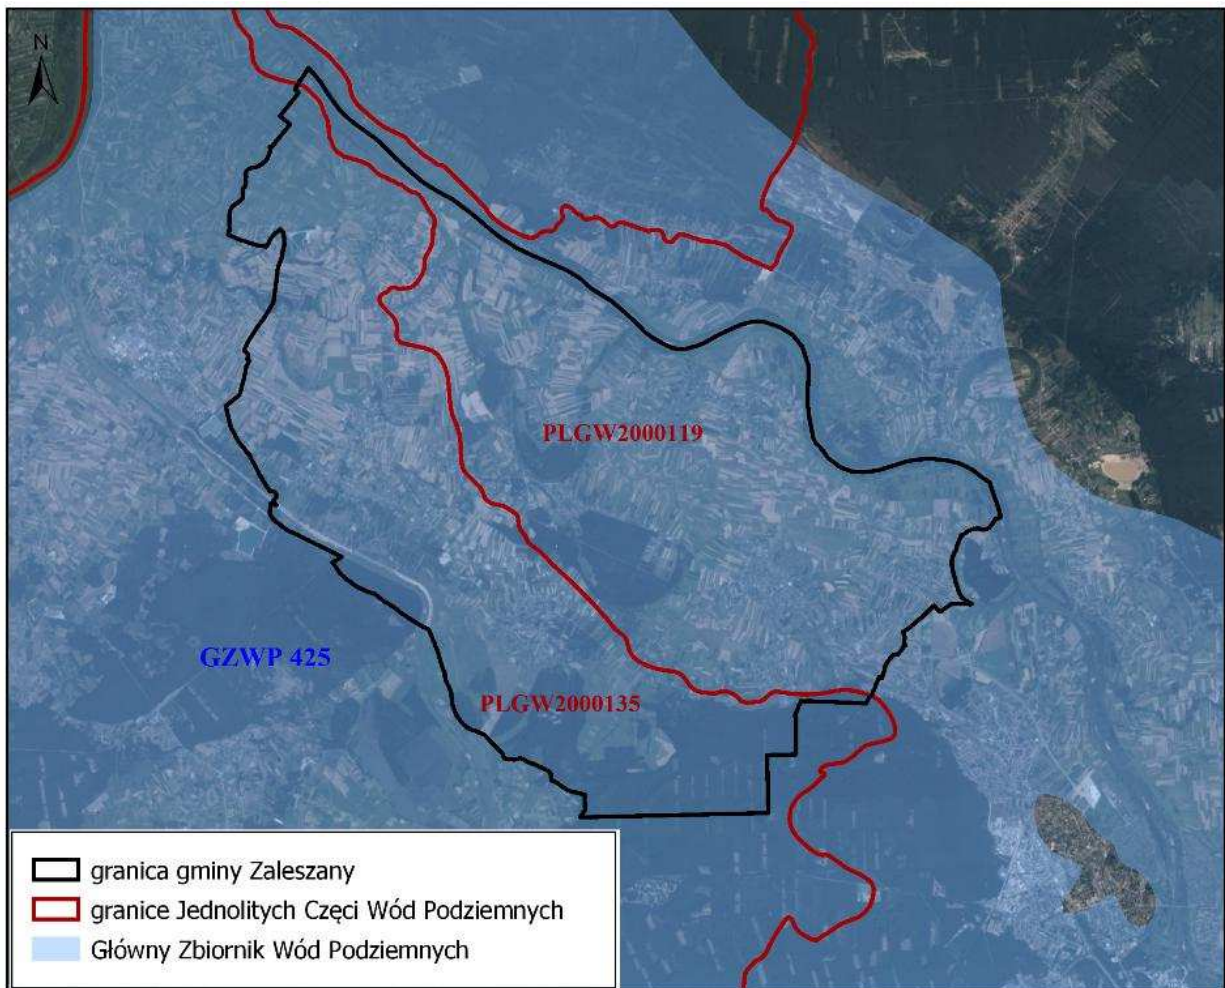 N
PLGW2000119
GZWP 425
PLGW2000135
granica gminy Zaleszany
granice Jednolitych Częci Wód Podziemnych
Główny Zbiornik Wód Podziemnych